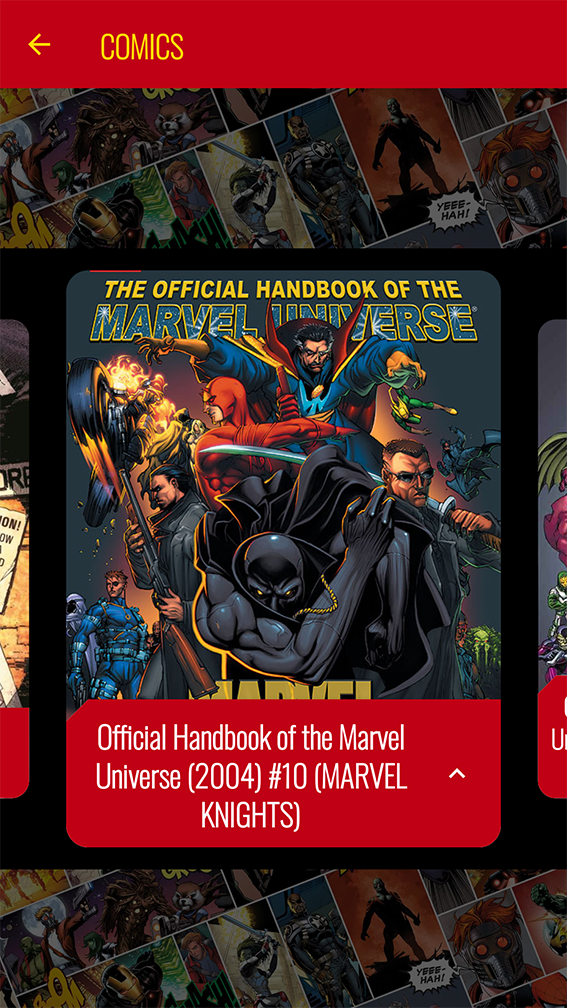 COMICS
YEEE-
HAH!
THE OFFICIAL HANDBOOK OF THE
MARVEL UNIVERSE
MARVEL
Official Handbook of the Marvel
Universe (2004) #10 (MARVEL
KNIGHTS)
YEEE-
HAH!